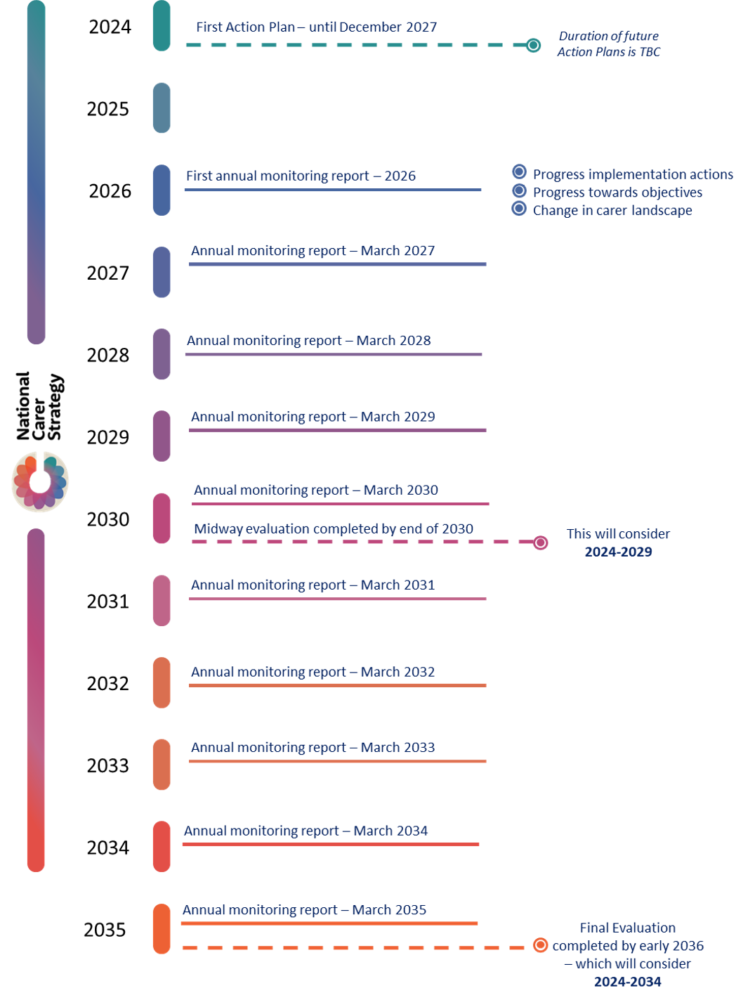 2024
First Action Plan – until December 2027
Duration of future
Action Plans is TBC
2025
2026
First annual monitoring report – 2026
Progress implementation actions
Progress towards objectives
Change in carer landscape
2027
Annual monitoring report – March 2027
2028
Annual monitoring report – March 2028
National
Carer
Strategy
2029
Annual monitoring report – March 2029
2030
Annual monitoring report – March 2030
Midway evaluation completed by end of 2030
This will consider
2024-2029
2031
Annual monitoring report – March 2031
2032
Annual monitoring report – March 2032
2033
Annual monitoring report – March 2033
2034
Annual monitoring report – March 2034
2035
Annual monitoring report – March 2035
Final Evaluation
completed by early 2036
– which will consider
2024-2034